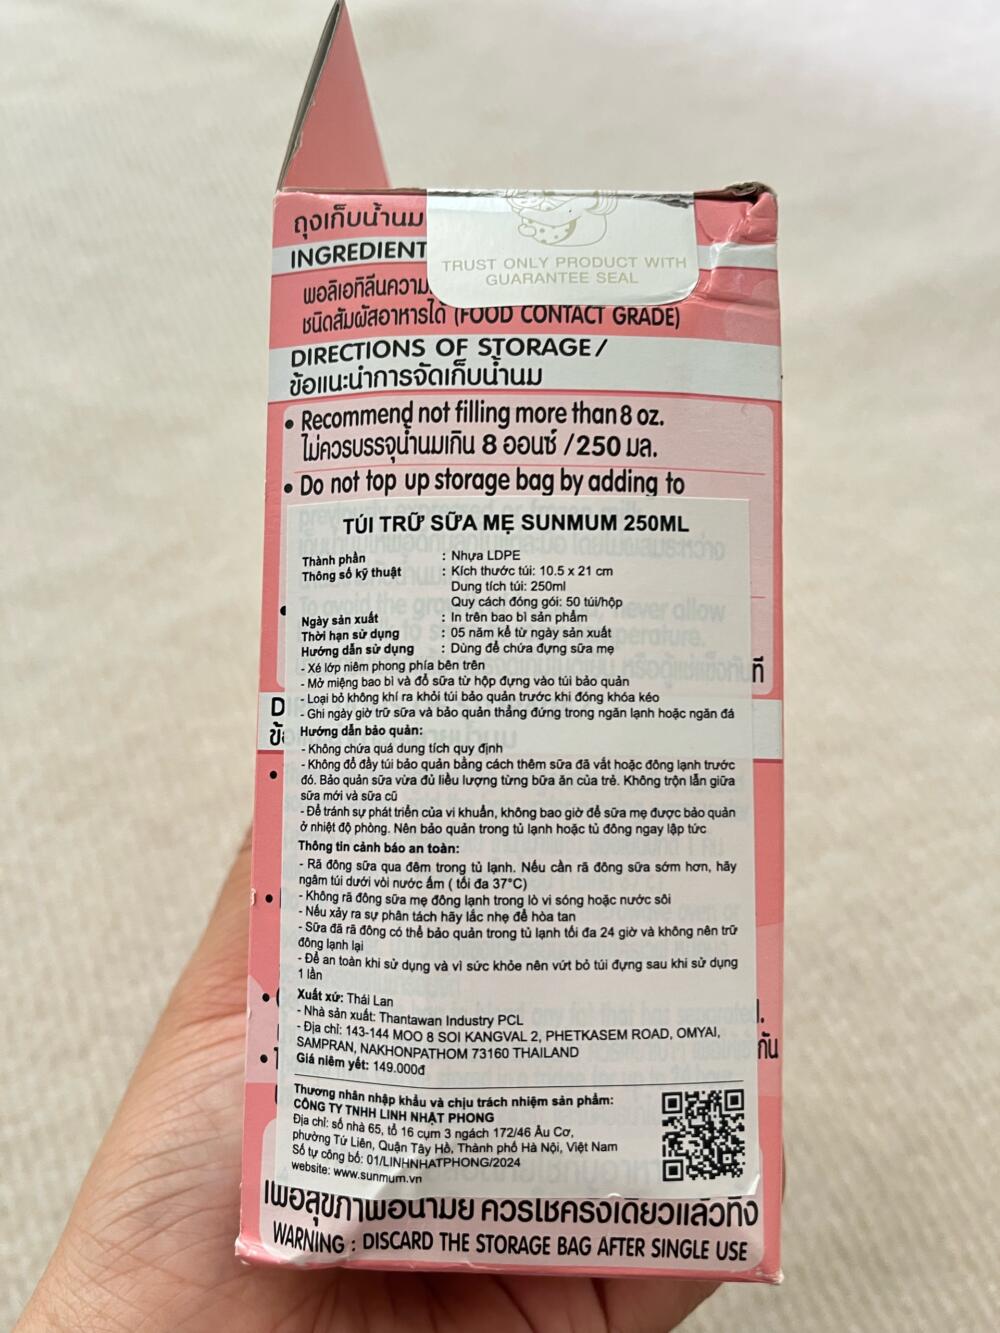 ถุงเก็บน้ำนม
INGREDIENT
TRUST ONLY PRODUCT WITH
GUARANTEE SEAL
พอลิเอทิลีนความ
ชนิดสัมผัสอาหารได้ (FOOD CONTACT GRADE)
DIRECTIONS OF STORAGE/
ข้อแนะนำการจัดเก็บน้ำนม
• Recommend not filling more than 8 oz.
ไม่ควรบรรจุน้ำนมเกิน 8 ออนซ์ /250 มล.
• Do not top up storage bag by adding to
TÚI TRỮ SỮA MẸ SUNMUM 250ML
Thành phần : Nhựa LDPE
Thông số kỹ thuật : Kích thước túi: 10.5 x 21 cm
Dung tích túi: 250ml
Quy cách đóng gói: 50 túi/hộp
Ngày sản xuất : In trên bao bì sản phẩm
Thời hạn sử dụng : 05 năm kể từ ngày sản xuất
Hướng dẫn sử dụng : Dùng để chứa đựng sữa mẹ
- Xé lớp niêm phong phía bên trên
- Mở miệng bao bì và đổ sữa từ hộp đựng vào túi bảo quản
- Loại bỏ không khí ra khỏi túi bảo quản trước khi đóng khóa kéo
- Ghi ngày giờ trữ sữa và bảo quản thẳng đứng trong ngăn lạnh hoặc ngăn đá
Hướng dẫn bảo quản:
- Không chứa quá dung tích quy định
- Không đổ đầy túi bảo quản bằng cách thêm sữa đã vắt hoặc đông lạnh trước
đó. Bảo quản sữa vừa đủ liều lượng từng bữa ăn của trẻ. Không trộn lẫn giữa
sữa mới và sữa cũ
- Để tránh sự phát triển của vi khuẩn, không bao giờ để sữa mẹ được bảo quản
ở nhiệt độ phòng. Nên bảo quản trong tủ lạnh hoặc tủ đông ngay lập tức
Thông tin cảnh báo an toàn:
- Rã đông sữa qua đêm trong tủ lạnh. Nếu cần rã đông sữa sớm hơn, hãy
ngâm túi dưới vòi nước ấm ( tối đa 37°C)
- Không rã đông sữa mẹ đông lạnh trong lò vi sóng hoặc nước sôi
- Nếu xảy ra sự phân tách hãy lắc nhẹ để hòa tan
- Sữa đã rã đông có thể bảo quản trong tủ lạnh tối đa 24 giờ và không nên trữ
đông lạnh lại
- Để an toàn khi sử dụng và vì sức khỏe nên vứt bỏ túi đựng sau khi sử dụng
1 lần
Xuất xứ: Thái Lan
- Nhà sản xuất: Thantawan Industry PCL
- Địa chỉ: 143-144 MOO 8 SOI KANGVAL 2, PHETKASEM ROAD, OMYAI,
SAMPRAN, NAKHONPATHOM 73160 THAILAND
Giá niêm yết: 149.000đ
Thương nhân nhập khẩu và chịu trách nhiệm sản phẩm:
CÔNG TY TNHH LINH NHẬT PHONG
Địa chỉ: số nhà 65, tổ 16 cụm 3 ngách 172/46 Âu Cơ,
phường Tứ Liên, Quận Tây Hồ, Thành phố Hà Nội, Việt Nam
Số tự công bố: 01/LINHNHATPHONG/2024
website: www.sunmum.vn
เพื่อสุขภาพอนามัย ควรใช้ครั้งเดียวแล้วทิ้ง
WARNING : DISCARD THE STORAGE BAG AFTER SINGLE USE